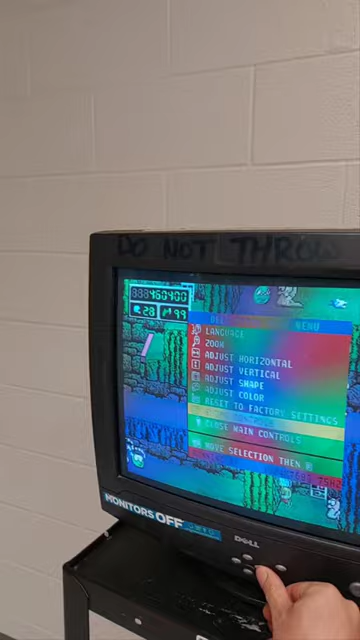 DO NOT THROW
338450400
28
99
MENU
LANGUAGE
ZOOM
ADJUST HORIZONTAL
ADJUST VERTICAL
ADJUST SHAPE
ADJUST COLOR
RESET TO FACTORY SETTINGS
CLOSE MAIN CONTROLS
MOVE SELECTION THEN
MONITORS OFF
DELL